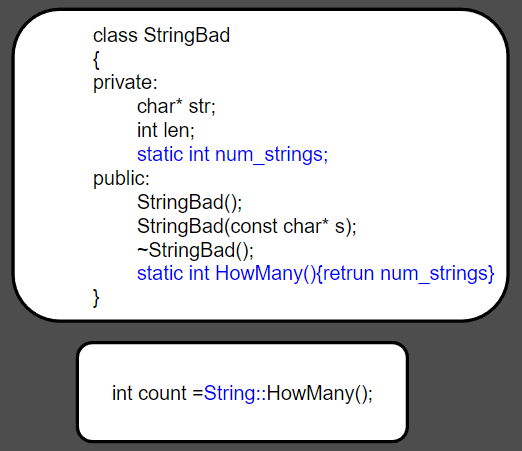 class StringBad
{
private:
char* str;
int len;
static int num_strings;
public:
StringBad();
StringBad(const char* s);
~StringBad();
static int HowMany(){retrun num_strings}
}
int count =String::HowMany();